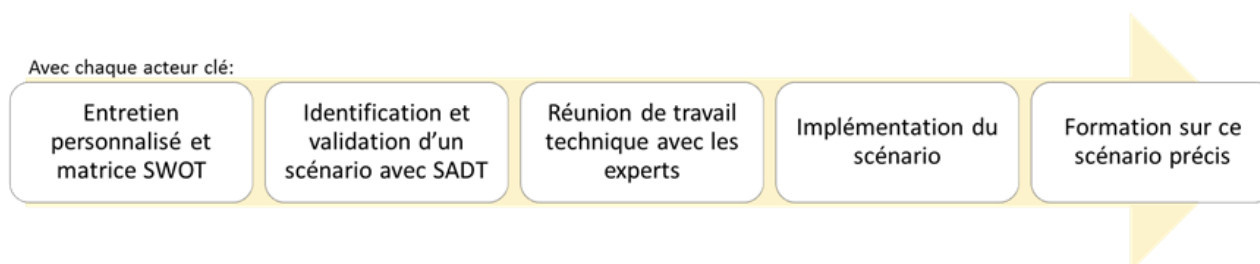 Avec chaque acteur clé:
Entretien
personnalisé et
matrice SWOT
Identification et
validation d'un
scénario avec SADT
Réunion de travail
technique avec les
experts
Implémentation du
scénario
Formation sur ce
scénario précis